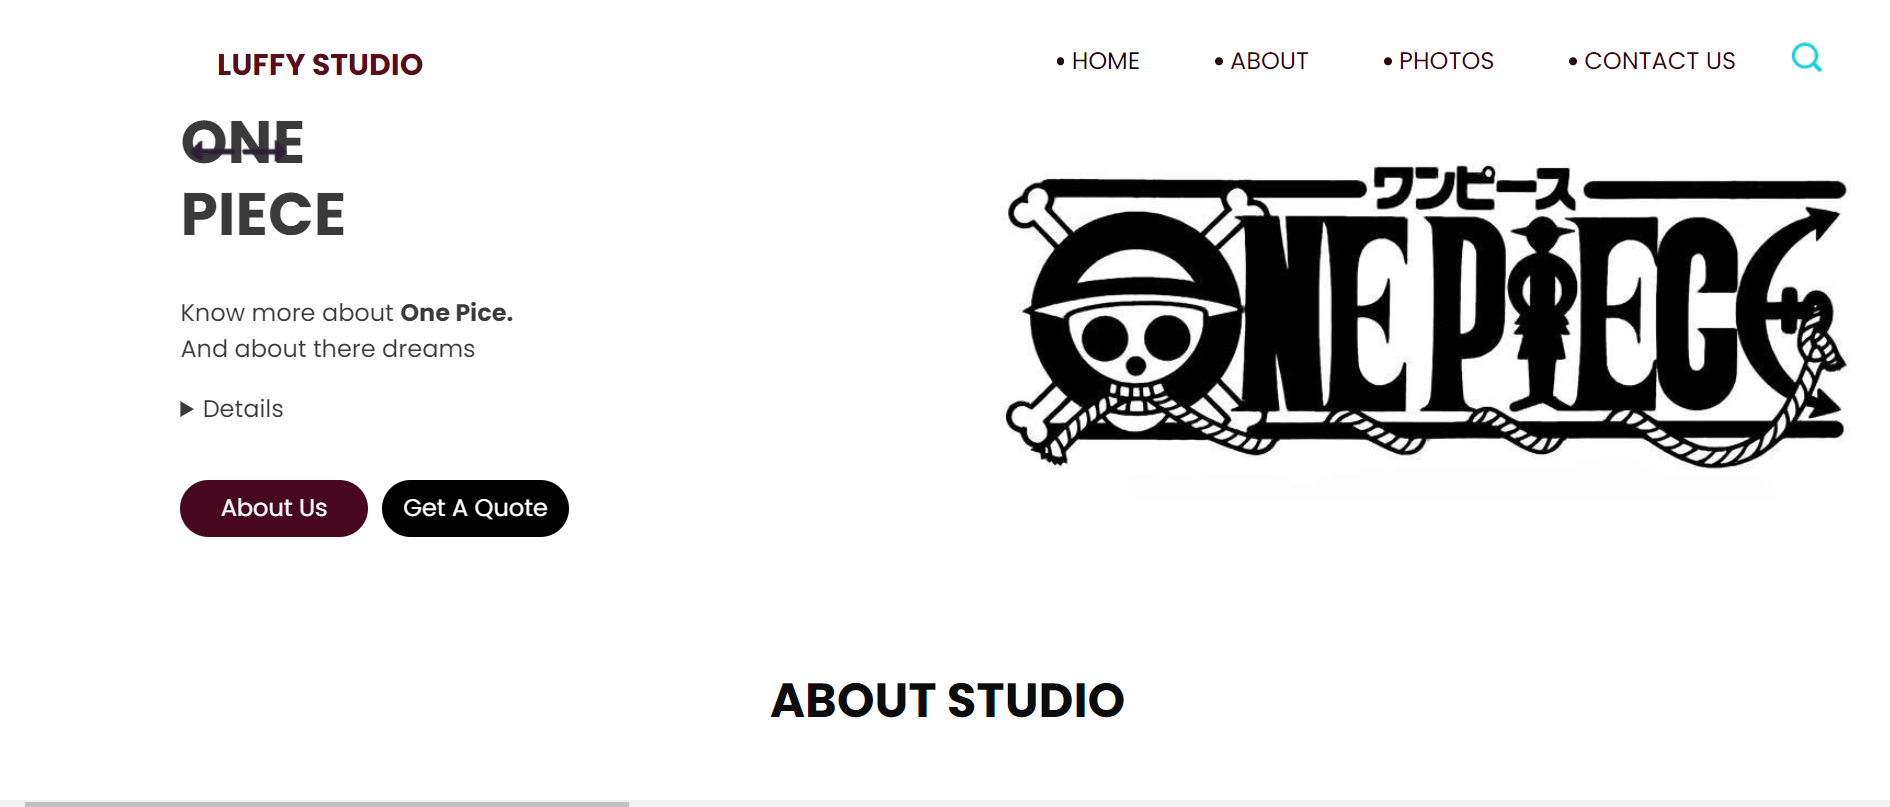 LUFFY STUDIO
• HOME
• ABOUT
• PHOTOS
• CONTACT US
ONE
PIECE
ワンピース
ONE PIECE
Know more about One Pice.
And about there dreams
Details
About Us
Get A Quote
ABOUT STUDIO